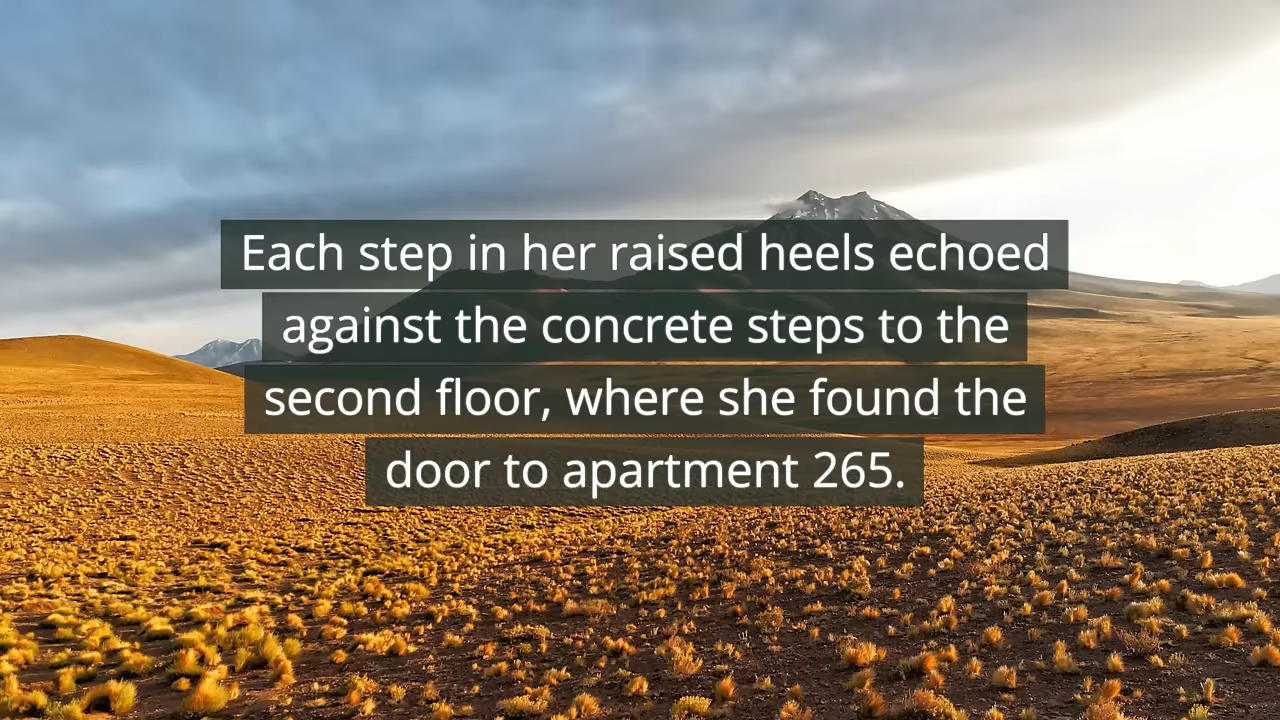 Each step in her raised heels echoed
against the concrete steps to the
second floor, where she found the
door to apartment 265.